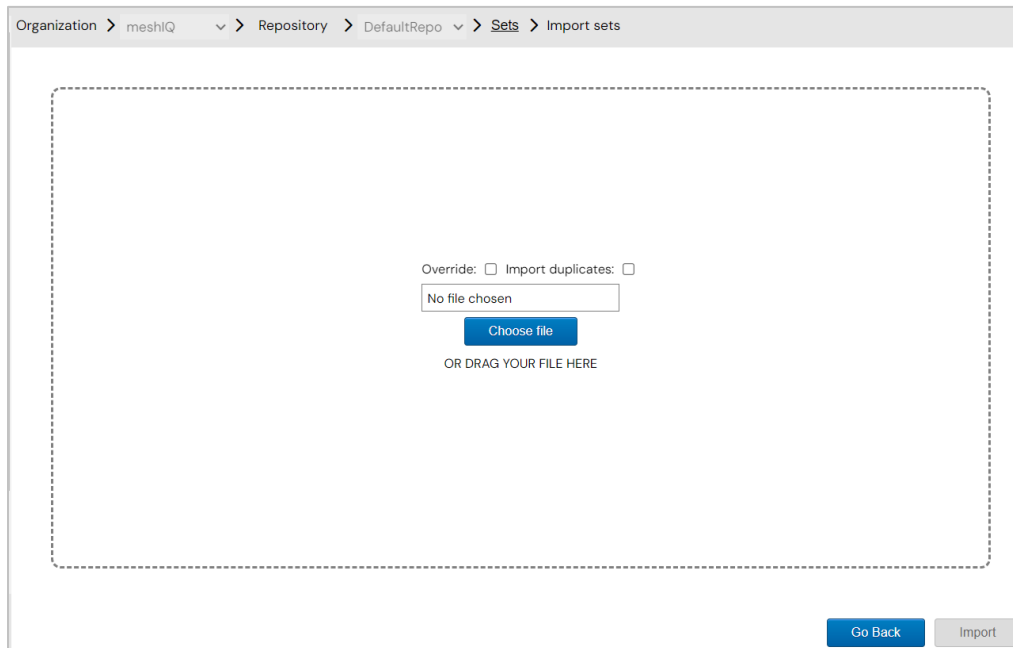 Organization > meshIQ > Repository > DefaultRepo > Sets > Import sets
Override: Import duplicates:
No file chosen
Choose file
OR DRAG YOUR FILE HERE
Go Back Import